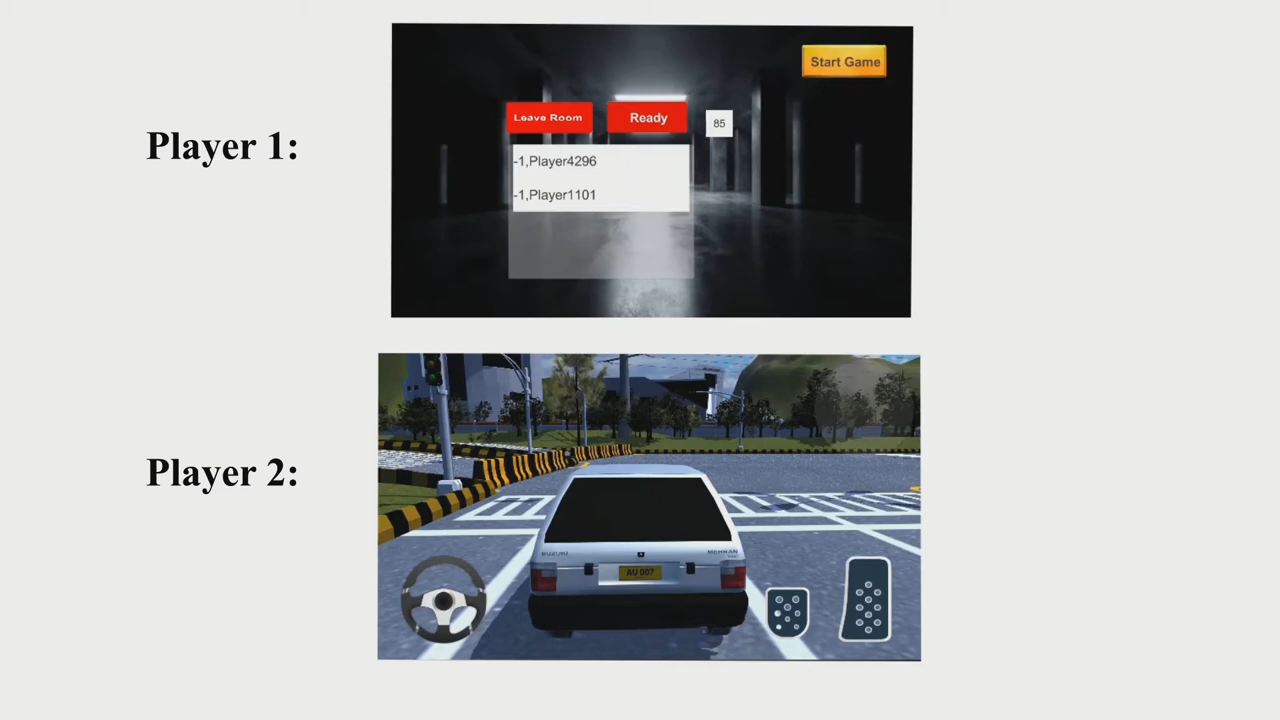 Player 1:
Start Game
Leave Room
Ready
85
-1,Player4296
-1,Player1101
Player 2:
SUZUKI
MEHRAN
AU 007